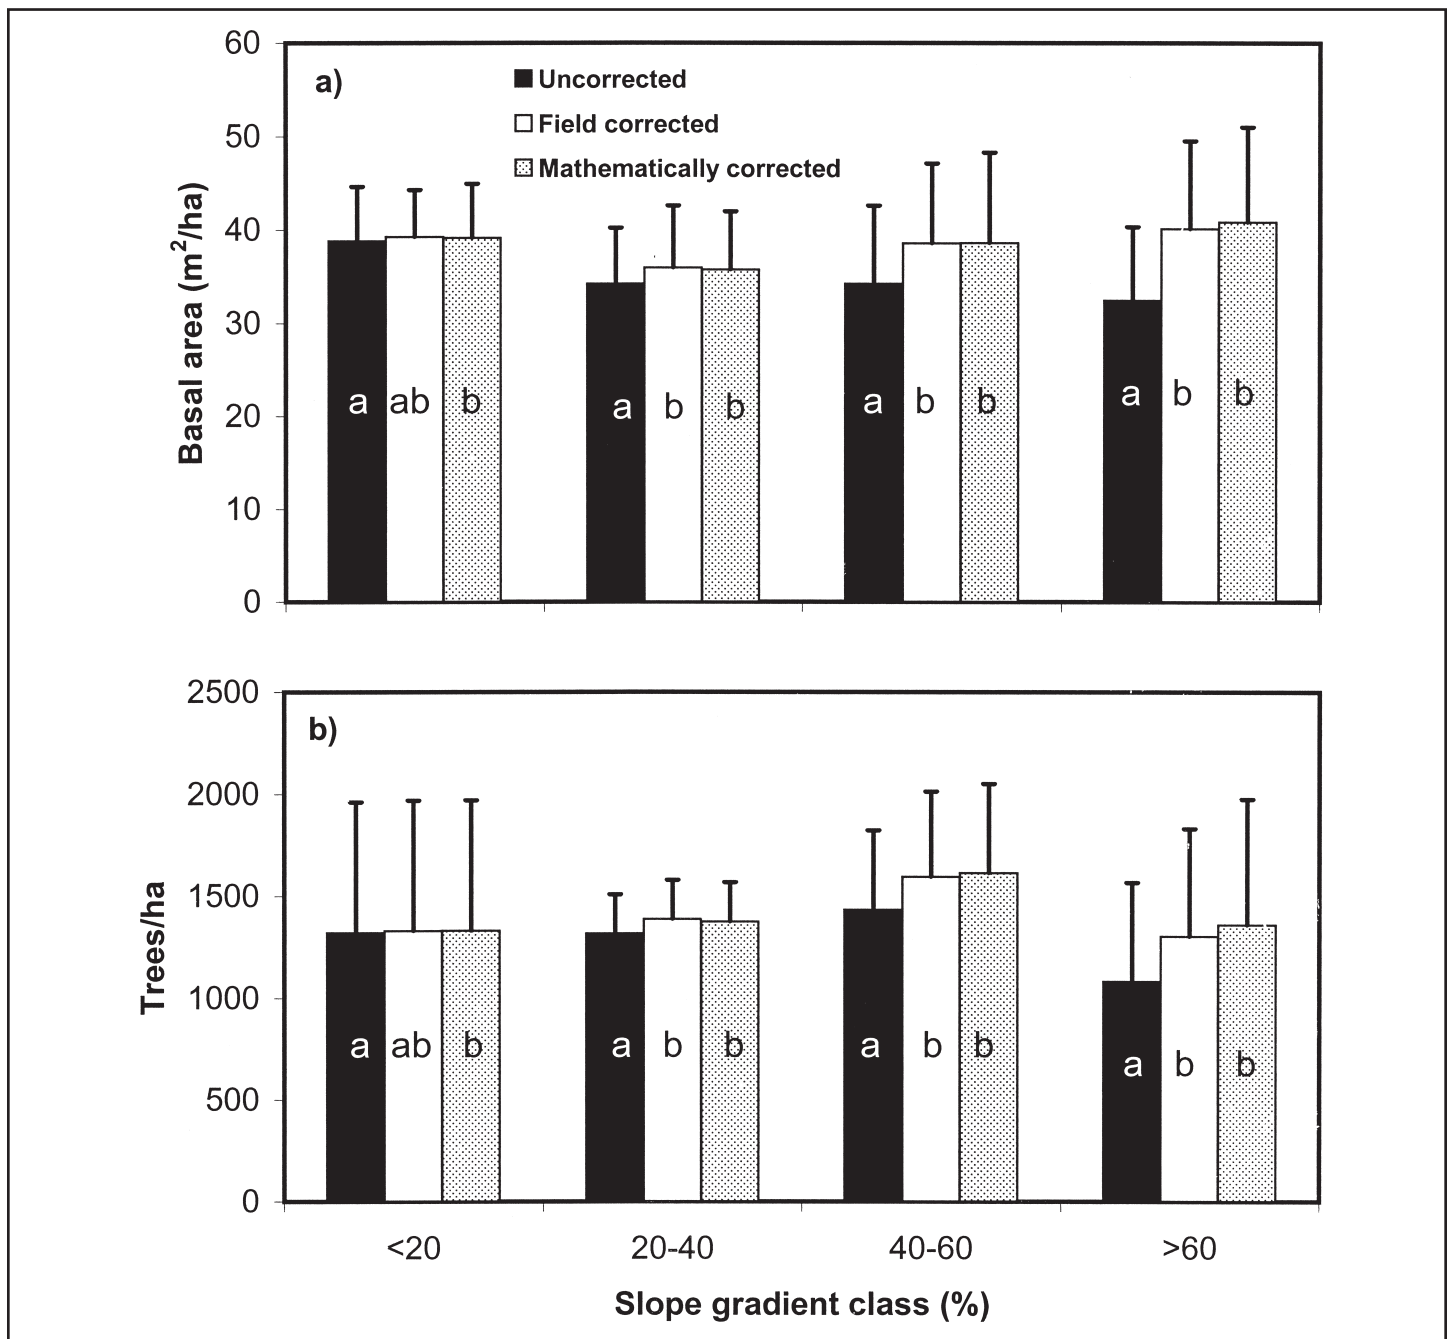 60
a)
Uncorrected
50
Field corrected
Mathematically corrected
40
30
20
10
0
Basal area (m²/ha)
a ab b a b b a b b a b b
2500
b)
2000
1500
1000
500
0
Trees/ha
a ab b a b b a b b a b b
<20 20-40 40-60 >60
Slope gradient class (%)